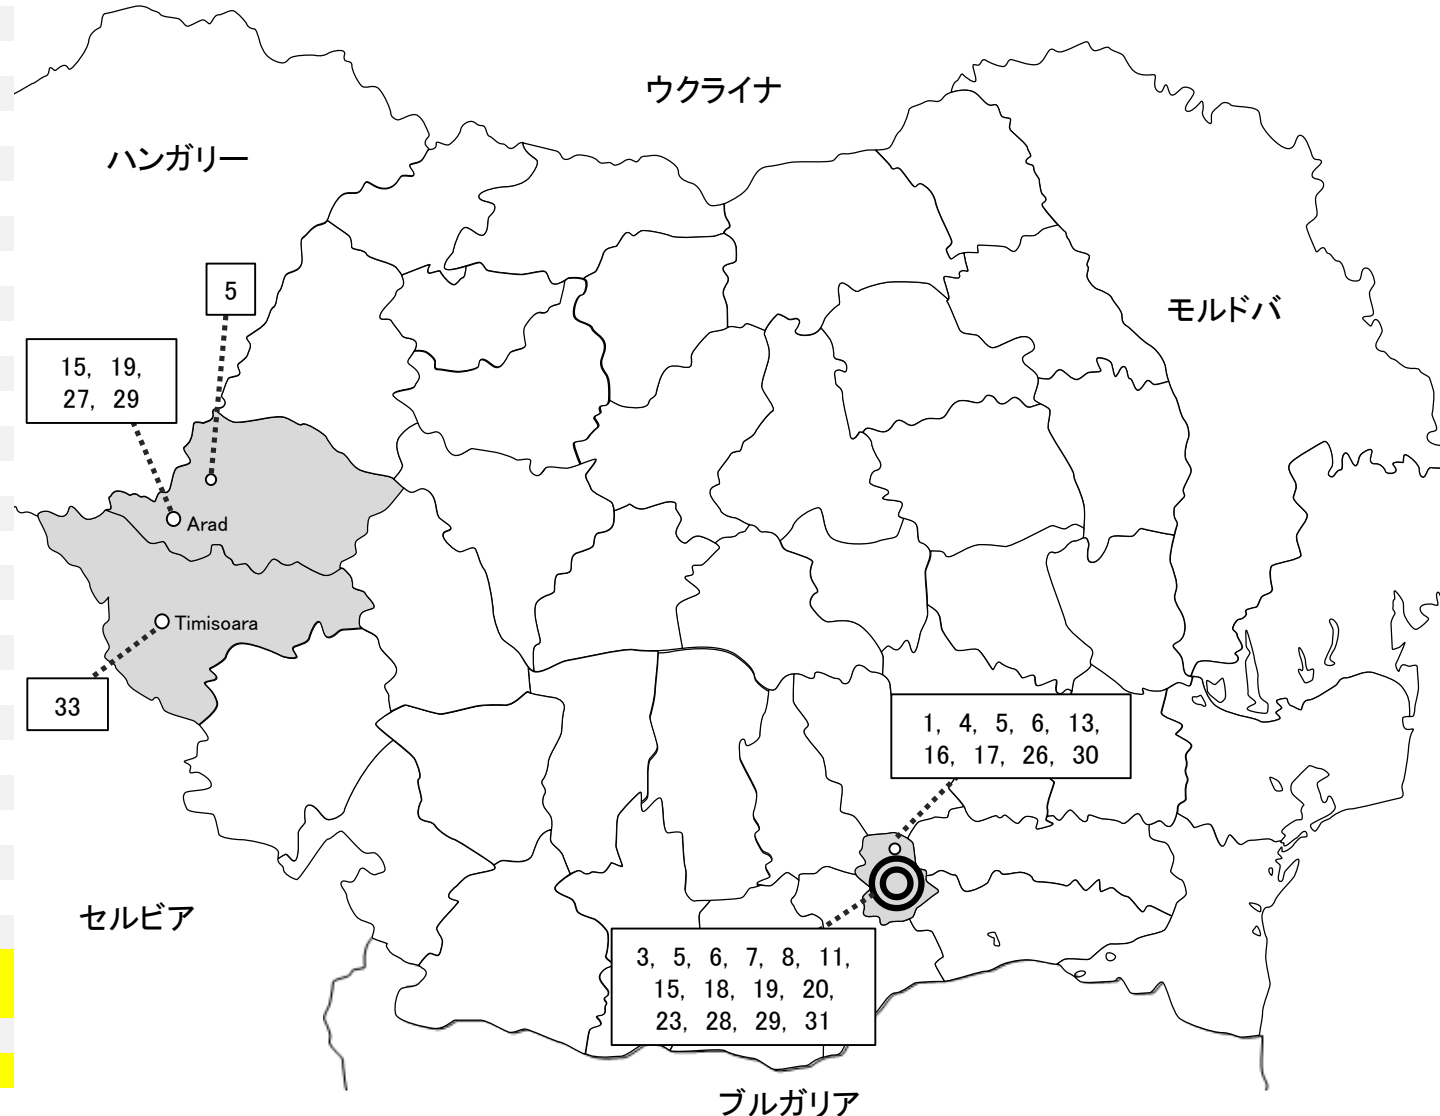 ウクライナ
ハンガリー
5
モルドバ
15, 19,
27, 29
Arad
Timisoara
33
1, 4, 5, 6, 13,
16, 17, 26, 30
セルビア
3, 5, 6, 7, 8, 11,
15, 18, 19, 20,
23, 28, 29, 31
ブルガリア